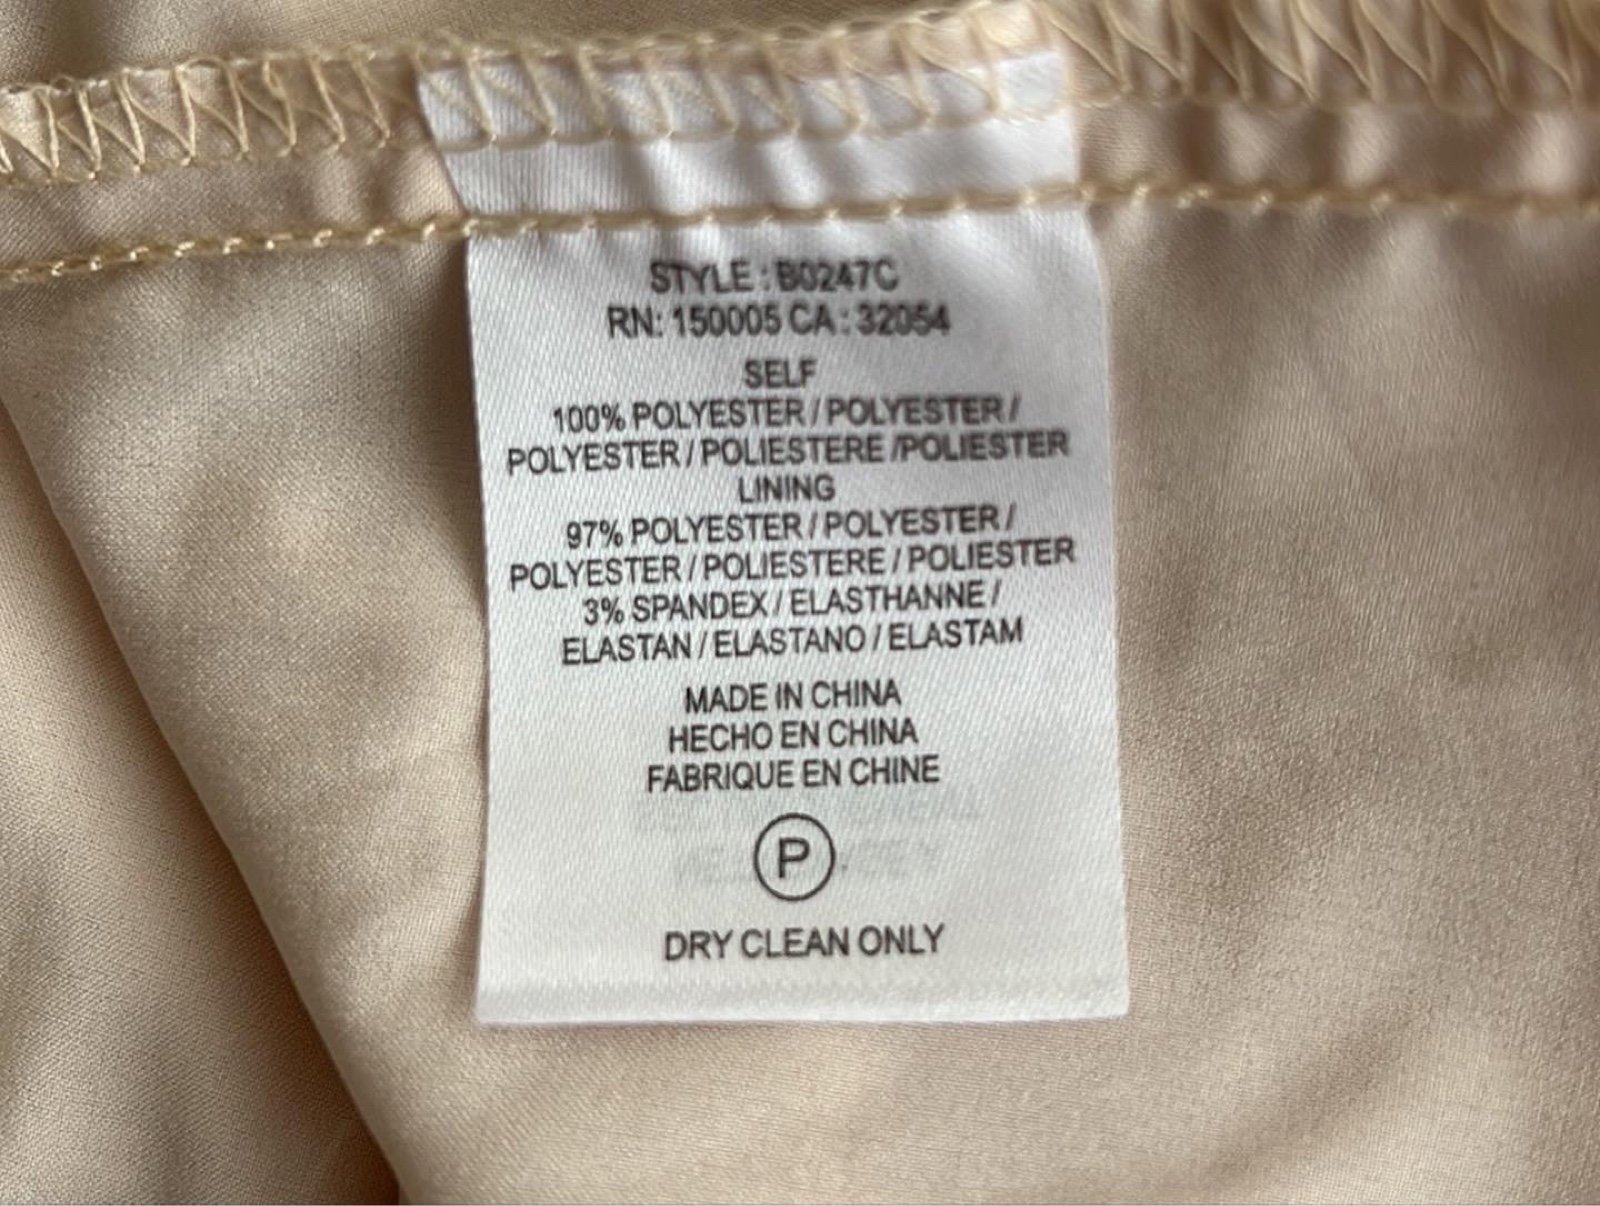 STYLE : B0247C
RN: 150005 CA : 32054
SELF
100% POLYESTER / POLYESTER /
POLYESTER / POLIESTERE /POLIESTER
LINING
97% POLYESTER / POLYESTER /
POLYESTER / POLIESTERE / POLIESTER
3% SPANDEX / ELASTHANNE /
ELASTAN / ELASTANO / ELASTAM
MADE IN CHINA
HECHO EN CHINA
FABRIQUE EN CHINE
P
DRY CLEAN ONLY